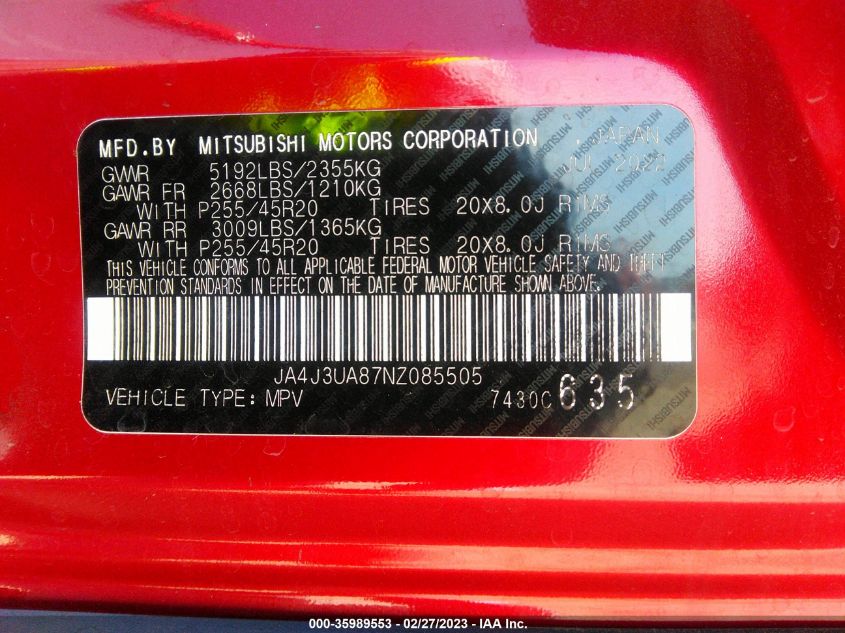 MFD.BY MITSUBISHI MOTORS CORPORATION JAPAN
GWR 5192LBS/2355KG JUL 2022
GAWR FR 2668LBS/1210KG
WITH P255/45R20 TIRES 20X8.0J RIMS
GAWR RR 3009LBS/1365KG
WITH P255/45R20 TIRES 20X8.0J RIMS
THIS VEHICLE CONFORMS TO ALL APPLICABLE FEDERAL MOTOR VEHICLE SAFETY AND THEFT
PREVENTION STANDARDS IN EFFECT ON THE DATE OF MANUFACTURE SHOWN ABOVE.
JA4J3UA87NZ085505
VEHICLE TYPE: MPV 7430C 635
000-35989553 / 02/27/2023 - IAA Inc.